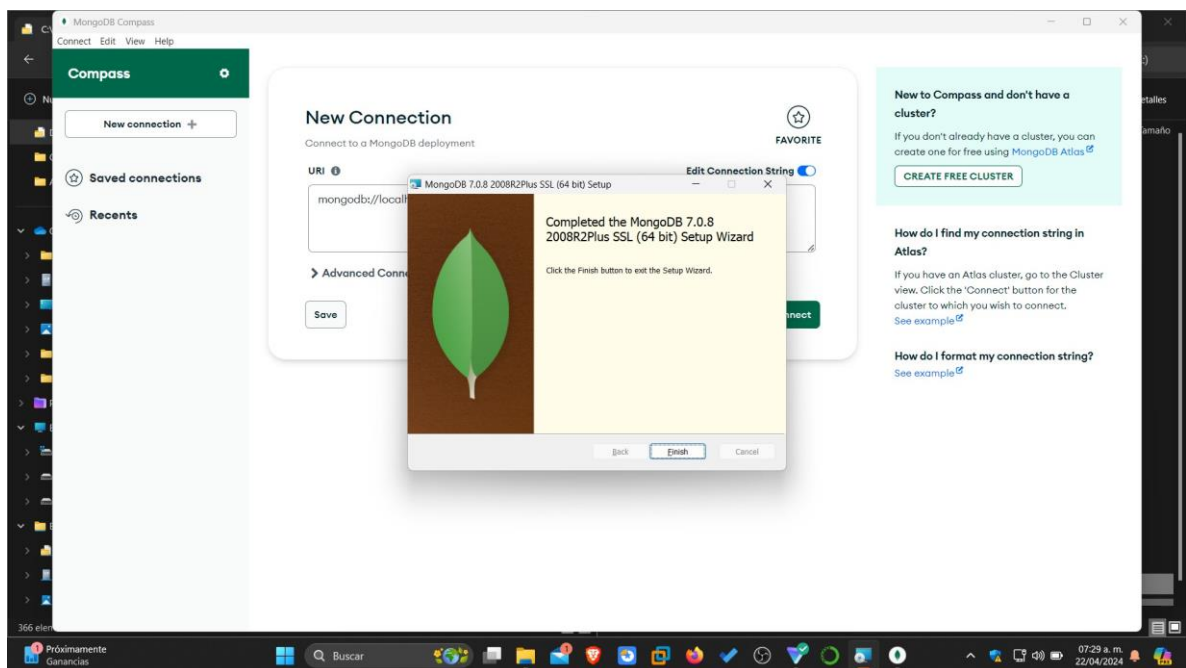 MongoDB Compass
Connect Edit View Help
Compass
New connection +
Saved connections
Recents
New Connection
Connect to a MongoDB deployment
FAVORITE
URI
Edit Connection String
mongodb://local
Advanced Conne
Save
nnect
MongoDB 7.0.8 2008R2Plus SSL (64 bit) Setup
Completed the MongoDB 7.0.8
2008R2Plus SSL (64 bit) Setup Wizard
Click the Finish button to exit the Setup Wizard.
Back Finish Cancel
New to Compass and don't have a
cluster?
If you don't already have a cluster, you can
create one for free using MongoDB Atlas
CREATE FREE CLUSTER
How do I find my connection string in
Atlas?
If you have an Atlas cluster, go to the Cluster
view. Click the 'Connect' button for the
cluster to which you wish to connect.
See example
How do I format my connection string?
See example
etalles
amaño
366 elem
Próximamente
Ganancias
Buscar
07:29 a. m.
22/04/2024